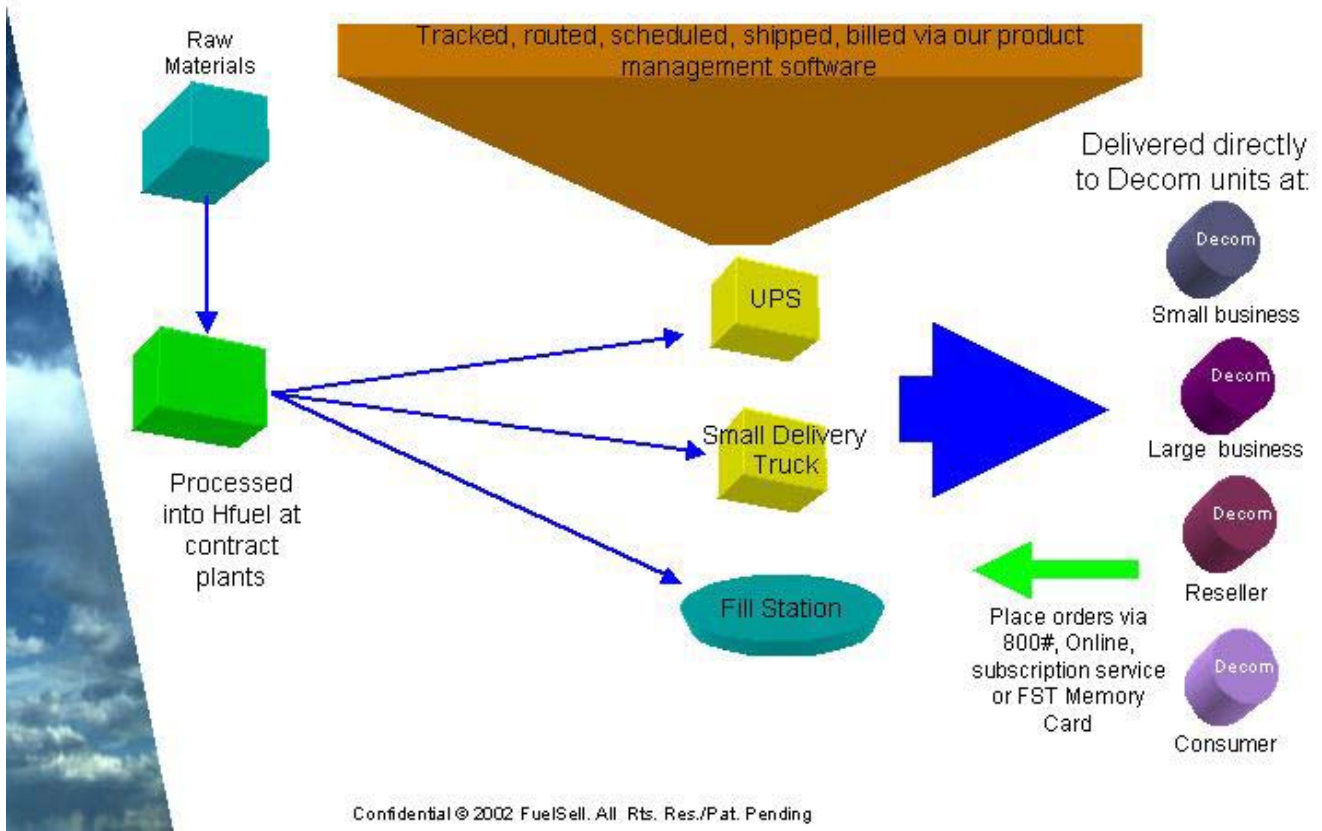 Raw
Materials
Tracked, routed, scheduled, shipped, billed via our product
management software
Delivered directly
to Decom units at:
Decom
Small business
UPS
Decom
Large business
Small Delivery
Truck
Processed
into Hfuel at
contract
plants
Decom
Reseller
Fill Station
Place orders via
800#, Online,
subscription service
or FST Memory
Card
Decom
Consumer
Confidential © 2002 FuelSell. All Rts. Res./Pat. Pending